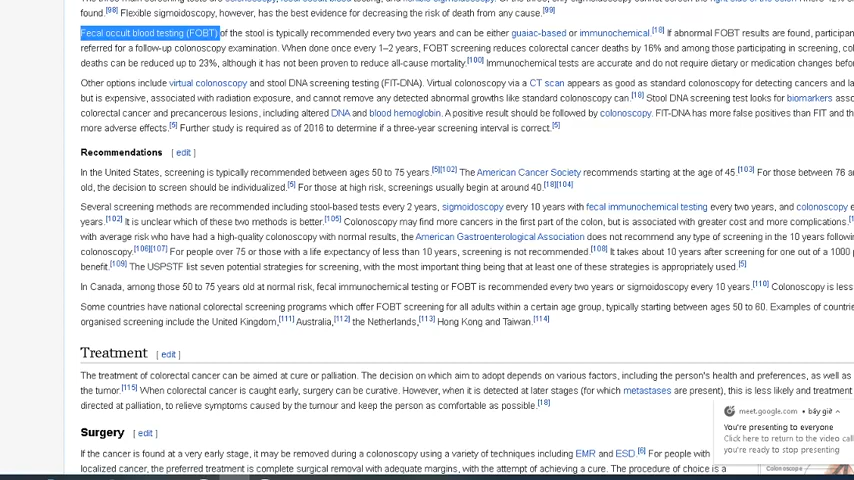 found.[98] Flexible sigmoidoscopy, however, has the best evidence for decreasing the risk of death from any cause.[99]
Fecal occult blood testing (FOBT) of the stool is typically recommended every two years and can be either guaiac-based or immunochemical.[18] If abnormal FOBT results are found, participan
referred for a follow-up colonoscopy examination. When done once every 1–2 years, FOBT screening reduces colorectal cancer deaths by 16% and among those participating in screening, col
deaths can be reduced up to 23%, although it has not been proven to reduce all-cause mortality.[100] Immunochemical tests are accurate and do not require dietary or medication changes befo
Other options include virtual colonoscopy and stool DNA screening testing (FIT-DNA). Virtual colonoscopy via a CT scan appears as good as standard colonoscopy for detecting cancers and la
but is expensive, associated with radiation exposure, and cannot remove any detected abnormal growths like standard colonoscopy can.[18] Stool DNA screening test looks for biomarkers assoc
colorectal cancer and precancerous lesions, including altered DNA and blood hemoglobin. A positive result should be followed by colonoscopy. FIT-DNA has more false positives than FIT and th
more adverse effects.[5] Further study is required as of 2016 to determine if a three-year screening interval is correct.[5]
Recommendations [ edit ]
In the United States, screening is typically recommended between ages 50 to 75 years.[5][102] The American Cancer Society recommends starting at the age of 45.[103] For those between 76 a
old, the decision to screen should be individualized.[5] For those at high risk, screenings usually begin at around 40.[18][104]
Several screening methods are recommended including stool-based tests every 2 years, sigmoidoscopy every 10 years with fecal immunochemical testing every two years, and colonoscopy e
years.[102] It is unclear which of these two methods is better.[105] Colonoscopy may find more cancers in the first part of the colon, but is associated with greater cost and more complications.[1
with average risk who have had a high-quality colonoscopy with normal results, the American Gastroenterological Association does not recommend any type of screening in the 10 years followin
colonoscopy.[106][107] For people over 75 or those with a life expectancy of less than 10 years, screening is not recommended.[108] It takes about 10 years after screening for one out of a 1000 p
benefit.[109] The USPSTF list seven potential strategies for screening, with the most important thing being that at least one of these strategies is appropriately used.[5]
In Canada, among those 50 to 75 years old at normal risk, fecal immunochemical testing or FOBT is recommended every two years or sigmoidoscopy every 10 years.[110] Colonoscopy is less
Some countries have national colorectal screening programs which offer FOBT screening for all adults within a certain age group, typically starting between ages 50 to 60. Examples of countrie
organised screening include the United Kingdom,[111] Australia,[112] the Netherlands,[113] Hong Kong and Taiwan.[114]
Treatment [ edit ]
The treatment of colorectal cancer can be aimed at cure or palliation. The decision on which aim to adopt depends on various factors, including the person's health and preferences, as well as
the tumor.[115] When colorectal cancer is caught early, surgery can be curative. However, when it is detected at later stages (for which metastases are present), this is less likely and treatment
directed at palliation, to relieve symptoms caused by the tumour and keep the person as comfortable as possible.[18]
meet.google.com • bây giờ
You're presenting to everyone
Click here to return to the video call
you're ready to stop presenting
Surgery [ edit ]
If the cancer is found at a very early stage, it may be removed during a colonoscopy using a variety of techniques including EMR and ESD.[6] For people with
localized cancer, the preferred treatment is complete surgical removal with adequate margins, with the attempt of achieving a cure. The procedure of choice is a
Colonoscope